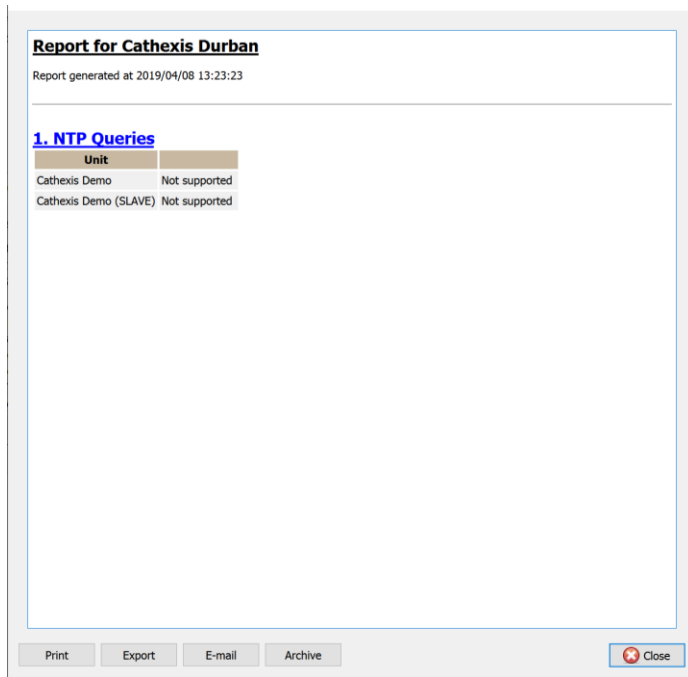 Report for Cathexis Durban
Report generated at 2019/04/08 13:23:23
1. NTP Queries
Unit
Cathexis Demo Not supported
Cathexis Demo (SLAVE) Not supported
Print Export E-mail Archive Close